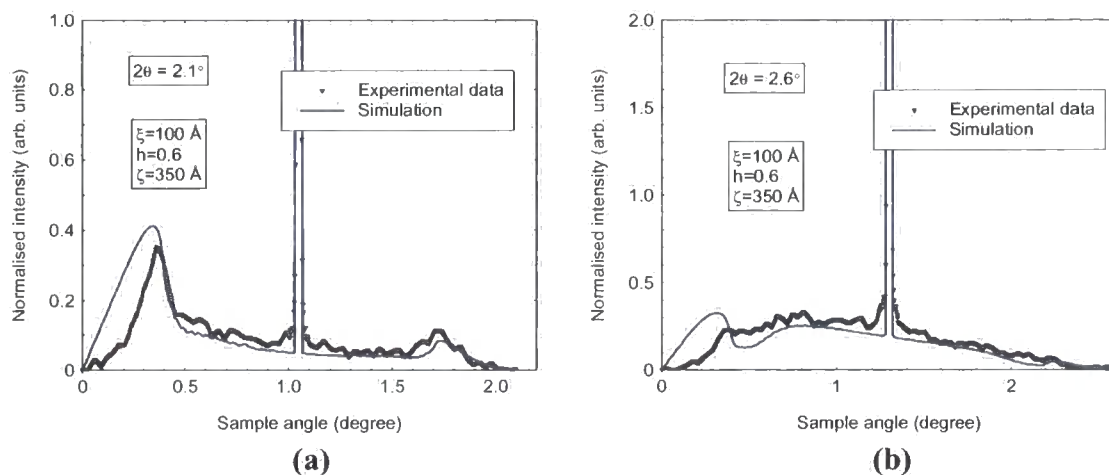 1.0
0.8
0.6
0.4
0.2
0
Normalised intensity (arb. units)
2θ = 2.1°
ξ=100 Å
h=0.6
ζ=350 Å
Experimental data
Simulation
0
0.5
1.0
1.5
2.0
Sample angle (degree)
(a)
2.0
1.5
1.0
0.5
0
Normalised intensity (arb. units)
2θ = 2.6°
ξ=100 Å
h=0.6
ζ=350 Å
Experimental data
Simulation
0
1
2
Sample angle (degree)
(b)